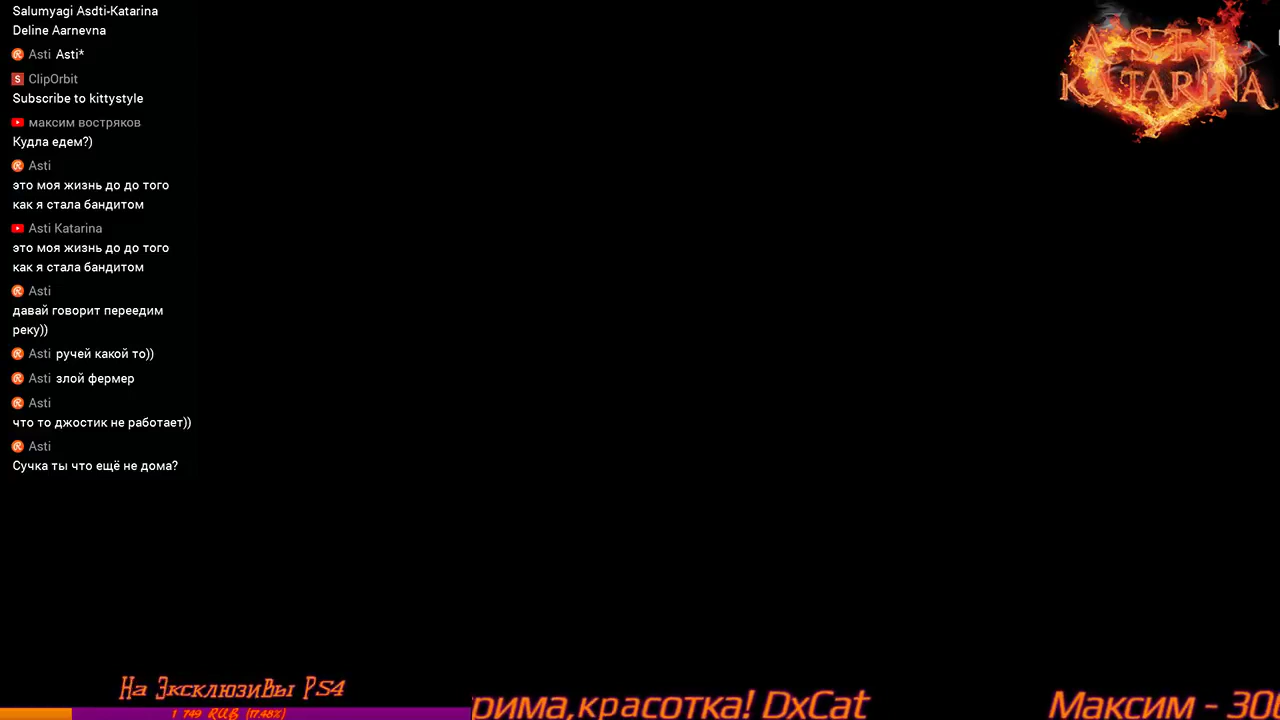 Salumyagi Asdti-Katarina
Deline Aarnevna
Asti Asti*
ClipOrbit
Subscribe to kittystyle
максим востряков
Кудла едем?)
Asti
это моя жизнь до до того
как я стала бандитом
Asti Katarina
это моя жизнь до до того
как я стала бандитом
Asti
давай говорит переедим
реку))
Asti ручей какой то))
Asti злой фермер
Asti
что то джостик не работает))
Asti
Сучка ты что ещё не дома?
ASTI
KATARINA
На Эксклюзивы PS4
1 749 RUB (17.48%)
рима,красотка! DxCat
Максим - 300